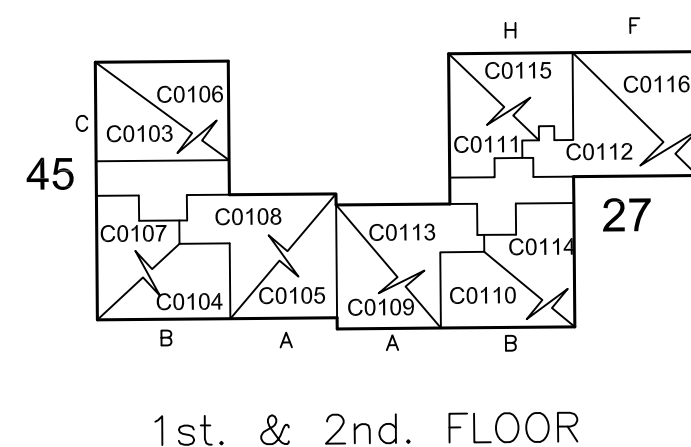 H F
C0115
C0116
C0106
C
C0103
C0111
C0112
45
C0108
27
C0107
C0113
C0114
C0104
C0105
C0109
C0110
B A A B
1st. & 2nd. FLOOR